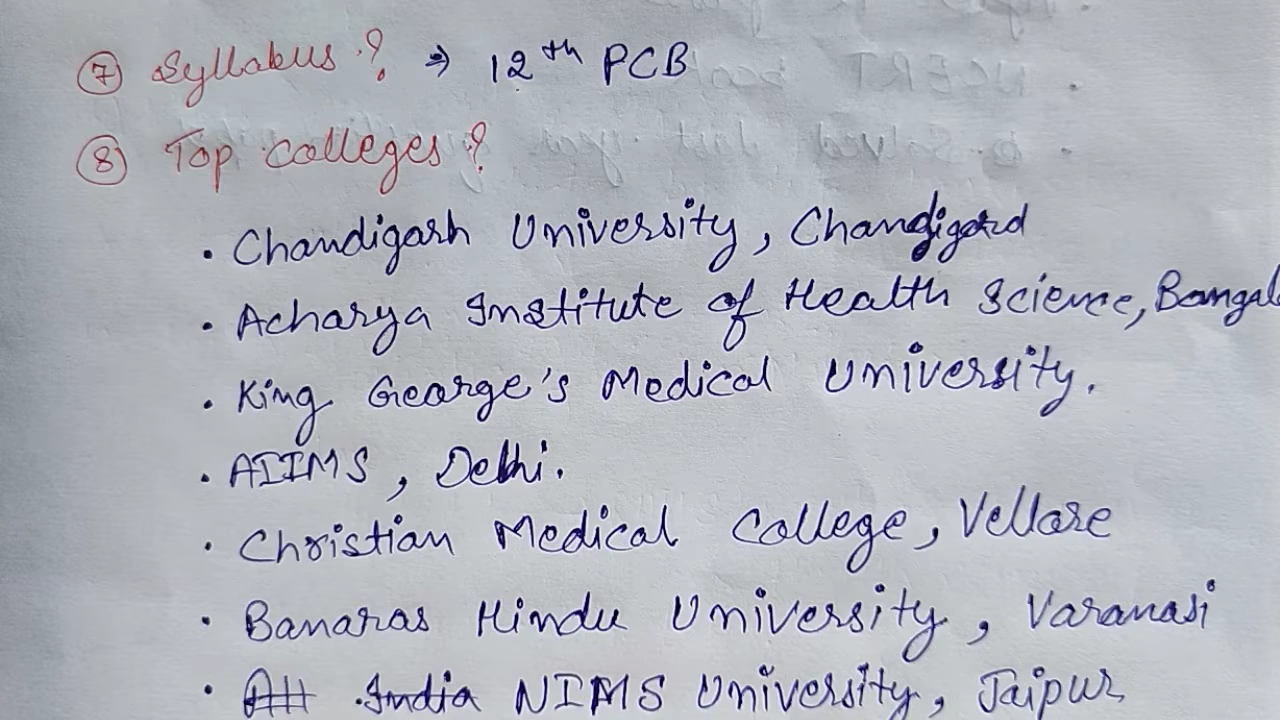 ⑦ Syllabus? → 12th PCB
⑧ Top colleges?
• Chandigarh University, Chandigard
• Acharya Institute of Health Science, Bangal
• King George's Medical University.
• AIIMS, Delhi.
• Christian Medical College, Vellore
• Banaras Hindu University, Varanasi
• All India NIMS University, Jaipur